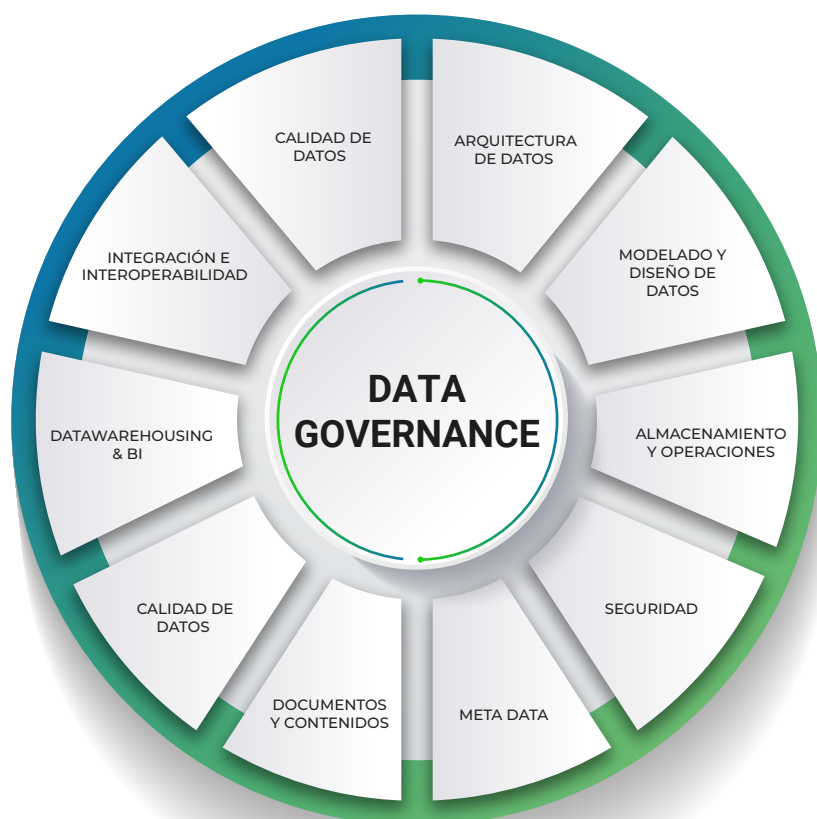 CALIDAD DE
DATOS
ARQUITECTURA
DE DATOS
INTEGRACIÓN E
INTEROPERABILIDAD
MODELADO Y
DISEÑO DE
DATOS
DATA
GOVERNANCE
DATAWAREHOUSING
& BI
ALMACENAMIENTO
Y OPERACIONES
CALIDAD DE
DATOS
SEGURIDAD
DOCUMENTOS
Y CONTENIDOS
META DATA